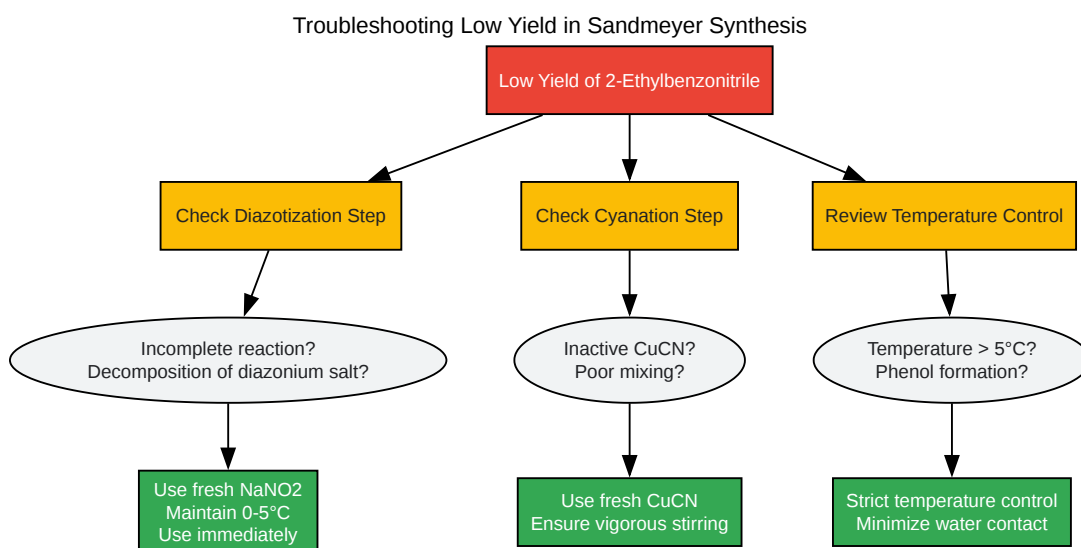 Troubleshooting Low Yield in Sandmeyer Synthesis
Low Yield of 2-Ethylbenzonitrile
Check Diazotization Step
Check Cyanation Step
Review Temperature Control
Incomplete reaction?
Decomposition of diazonium salt?
Inactive CuCN?
Poor mixing?
Temperature > 5°C?
Phenol formation?
Use fresh NaNO2
Maintain 0-5°C
Use immediately
Use fresh CuCN
Ensure vigorous stirring
Strict temperature control
Minimize water contact